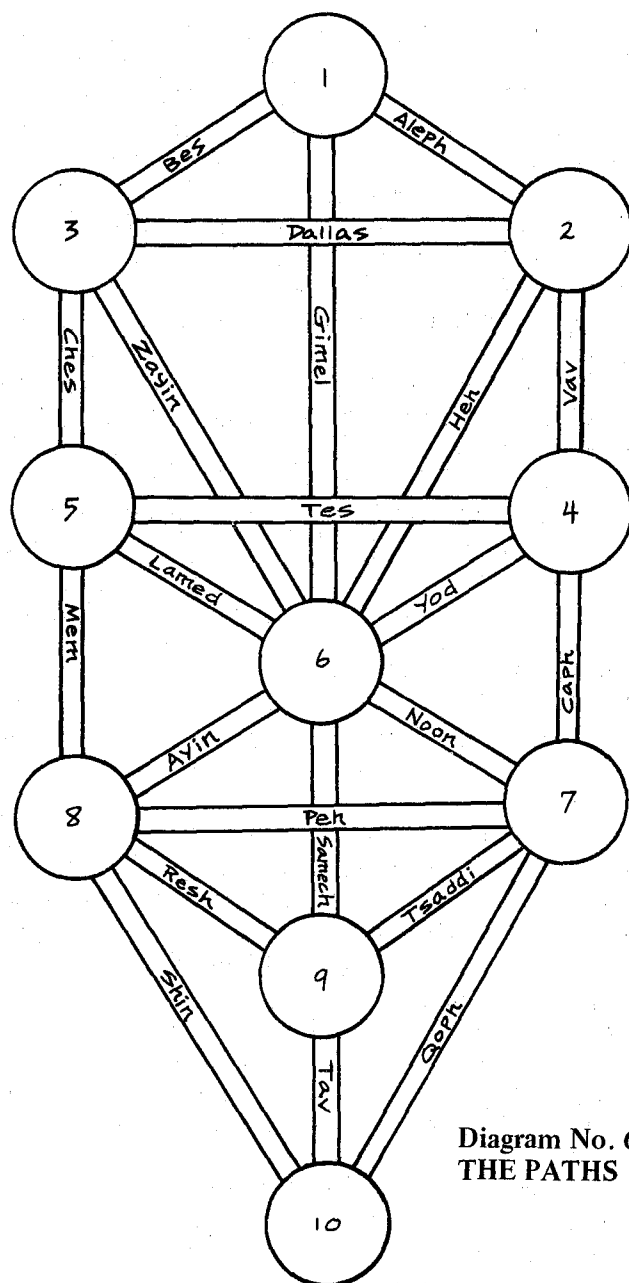 1
Bes
Aleph
3
Dallas
2
Ches
Zayin
Gimel
Heh
Vav
5
Tes
4
Lamed
Yod
Mem
6
Caph
Ayin
Noon
8
Peh
7
Samech
Resh
Tsaddi
9
Shin
Qoph
Tav
Diagram No. 6
THE PATHS
10